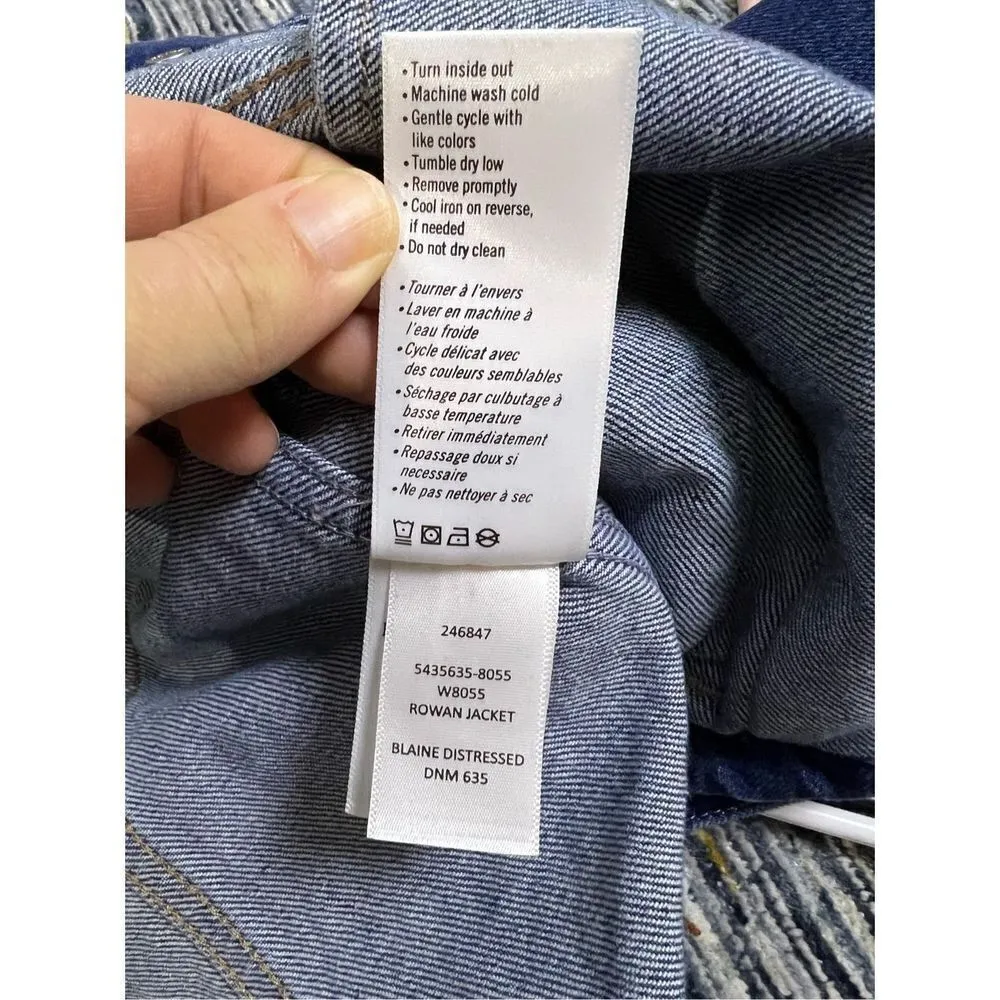 • Turn inside out
• Machine wash cold
• Gentle cycle with
like colors
• Tumble dry low
• Remove promptly
• Cool iron on reverse,
if needed
• Do not dry clean
• Tourner à l'envers
• Laver en machine à
l'eau froide
• Cycle délicat avec
des couleurs semblables
• Séchage par culbutage à
basse temperature
• Retirer immédiatement
• Repassage doux si
necessaire
• Ne pas nettoyer à sec
246847
5435635-8055
W8055
ROWAN JACKET
BLAINE DISTRESSED
DNM 635